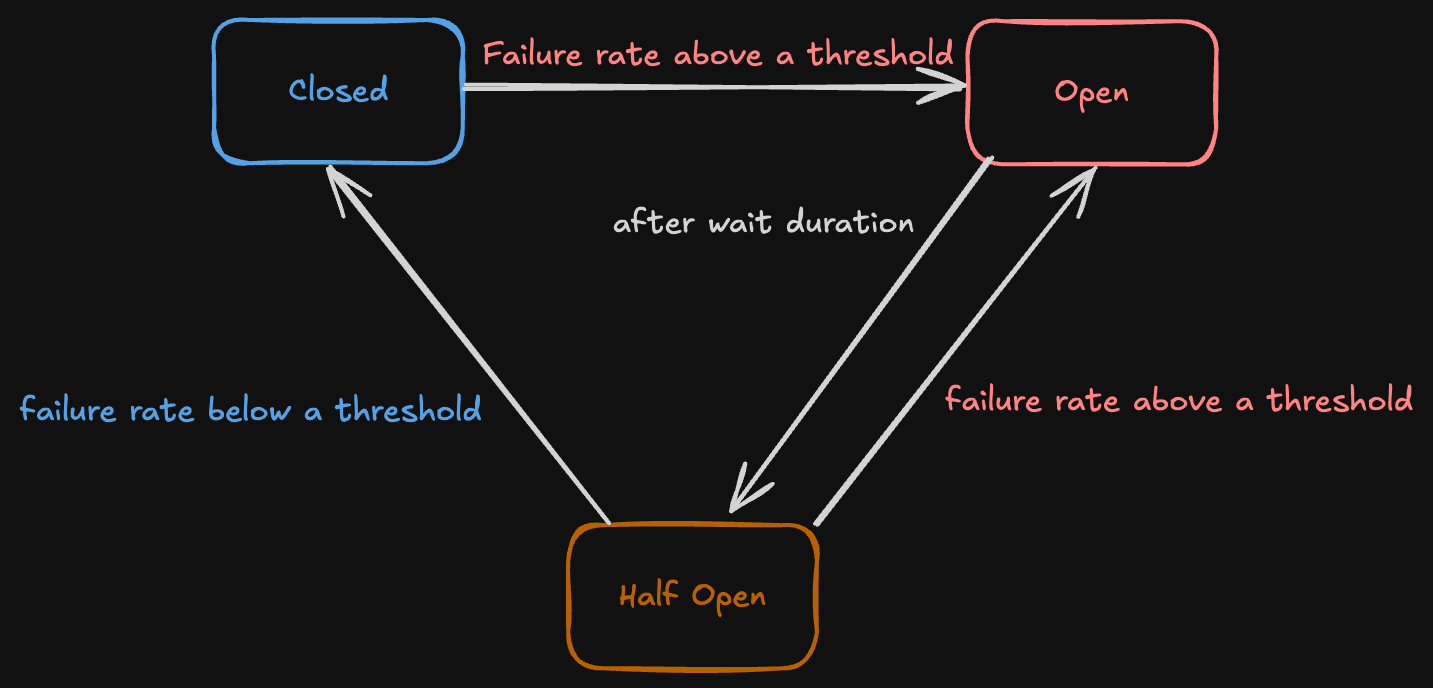 Failure rate above a threshold
Closed
Open
after wait duration
failure rate below a threshold
failure rate above a threshold
Half Open